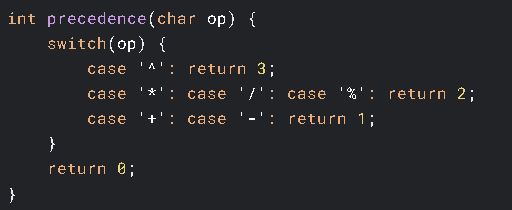 int precedence(char op) {
    switch(op) {
        case '^': return 3;
        case '*': case '/': case '%': return 2;
        case '+': case '-': return 1;
    }
    return 0;
}